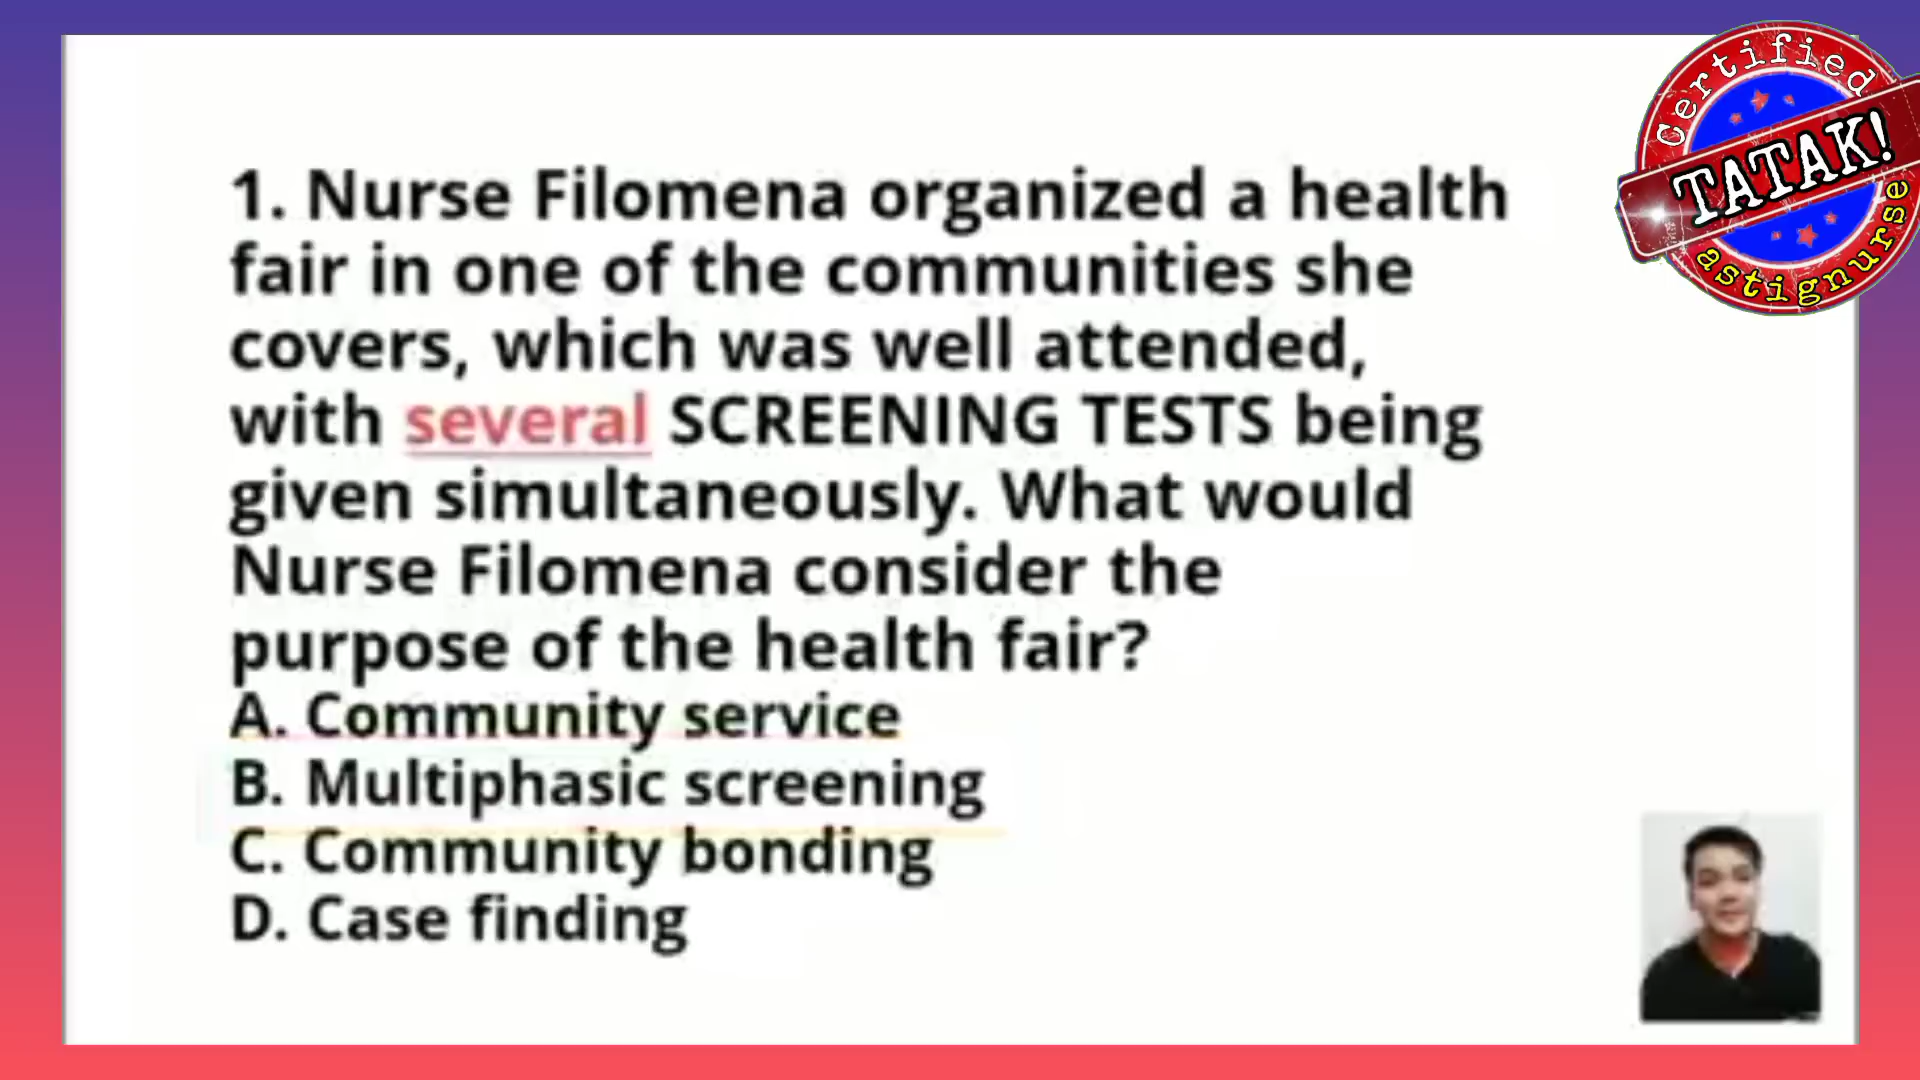 1. Nurse Filomena organized a health
fair in one of the communities she
covers, which was well attended,
with several SCREENING TESTS being
given simultaneously. What would
Nurse Filomena consider the
purpose of the health fair?
A. Community service
B. Multiphasic screening
C. Community bonding
D. Case finding
Certified
TATAK!
astignurse